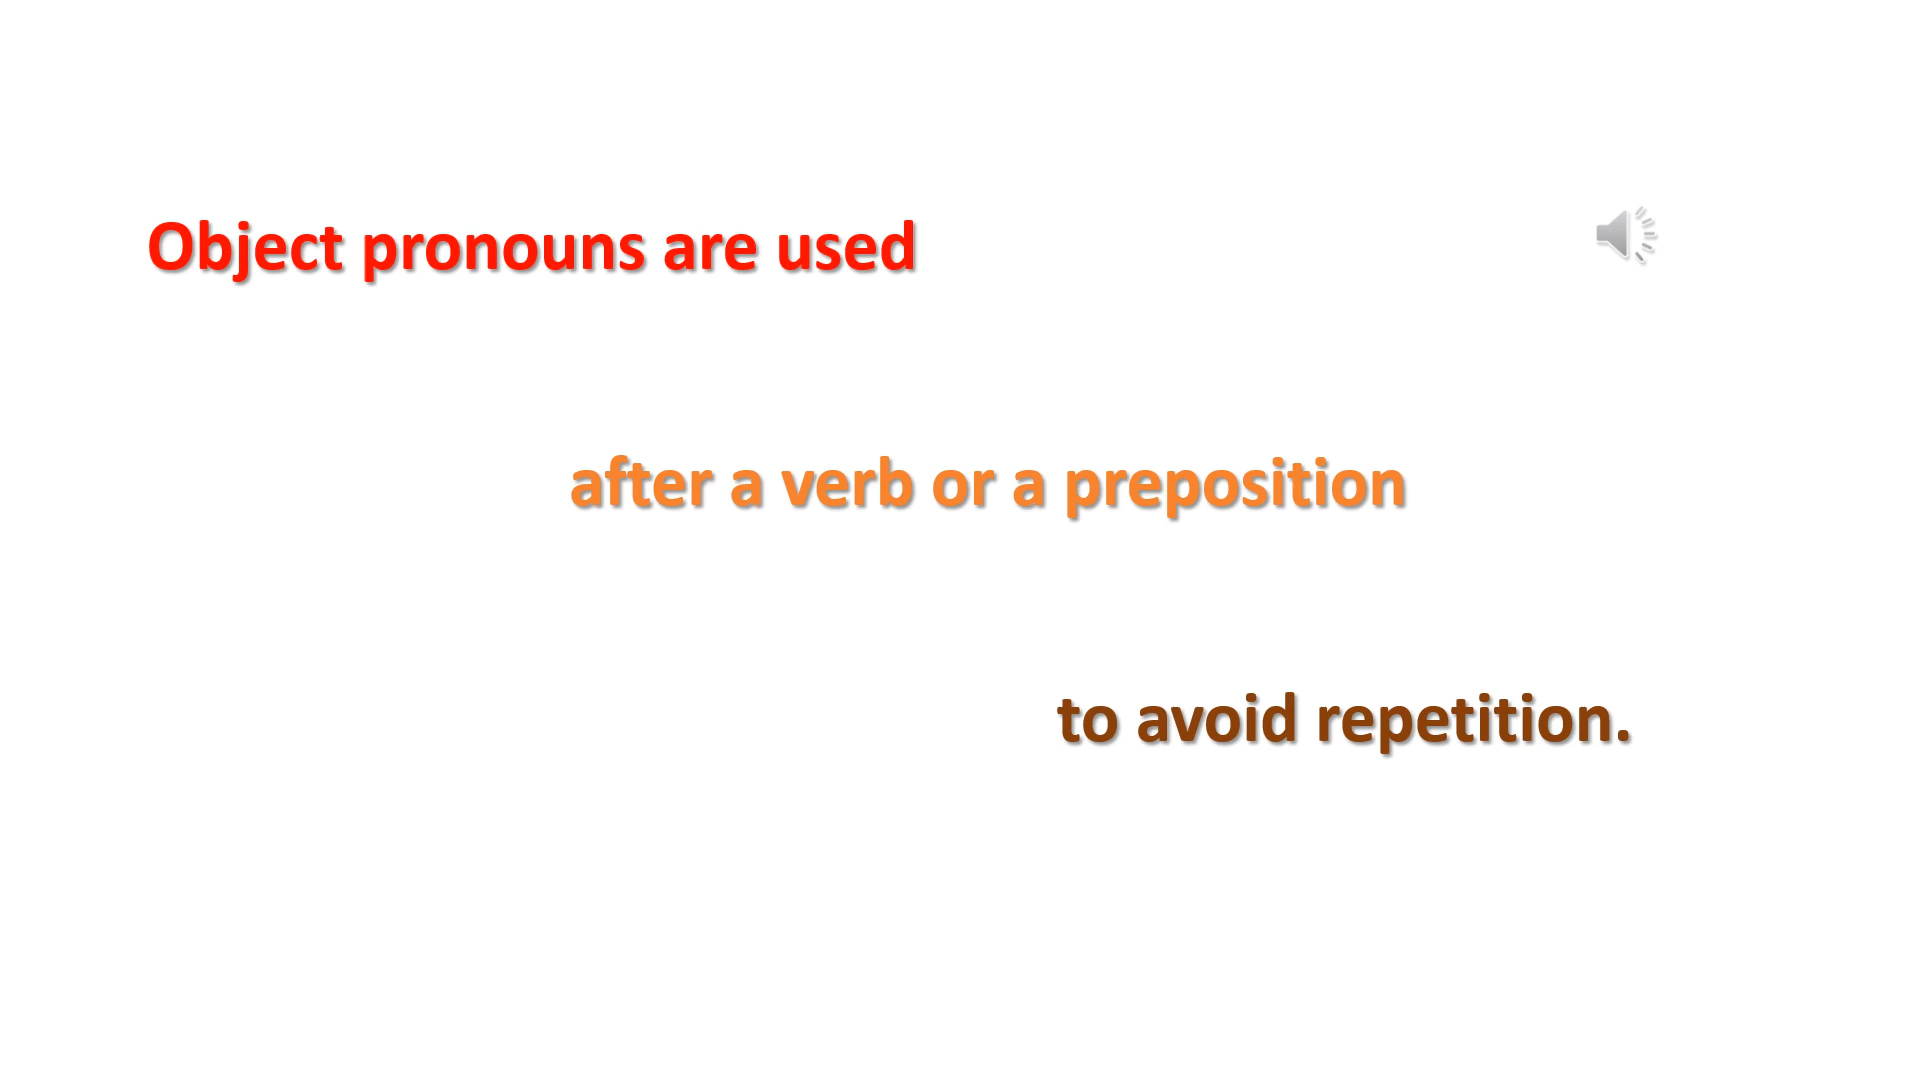 Object pronouns are used
after a verb or a preposition
to avoid repetition.